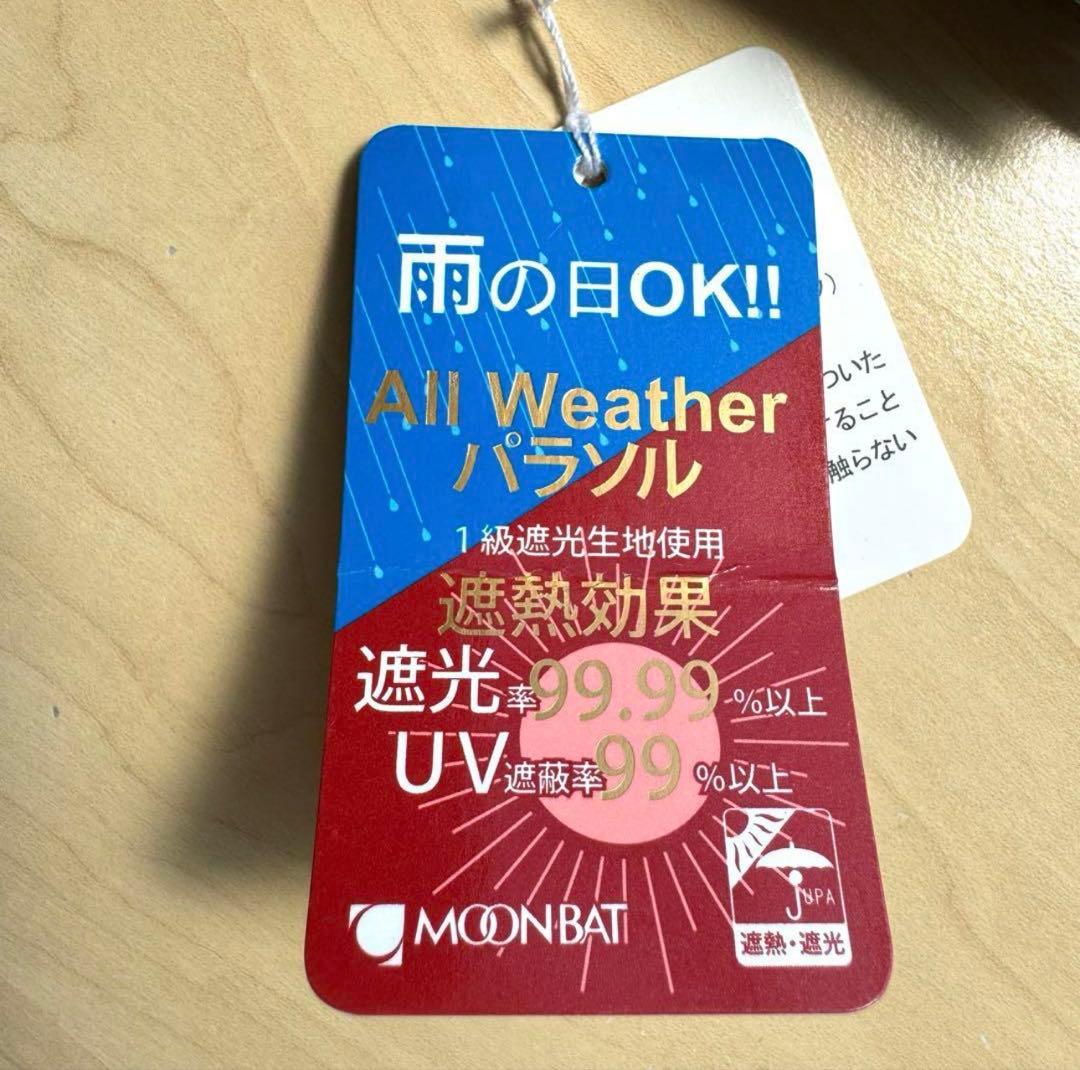 雨の日OK!!
All Weather
パラソル
1級遮光生地使用
遮熱効果
遮光率99.99%以上
UV遮蔽率99%以上
MOONBAT
JUPA
遮熱・遮光
ついた
すること
触らない